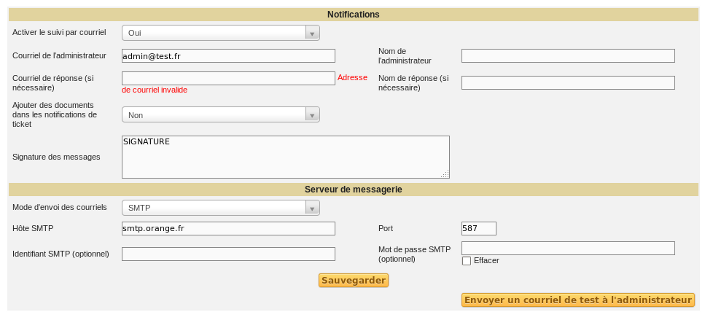 Notifications
Activer le suivi par courriel
Oui
Courriel de l'administrateur
admin@test.fr
Nom de
l'administrateur
Courriel de réponse (si
nécessaire)
Adresse
de courriel invalide
Nom de réponse (si
nécessaire)
Ajouter des documents
dans les notifications de
ticket
Non
Signature des messages
SIGNATURE
Serveur de messagerie
Mode d'envoi des courriels
SMTP
Hôte SMTP
smtp.orange.fr
Port
587
Identifiant SMTP (optionnel)
Mot de passe SMTP
(optionnel)
Effacer
Sauvegarder
Envoyer un courriel de test à l'administrateur